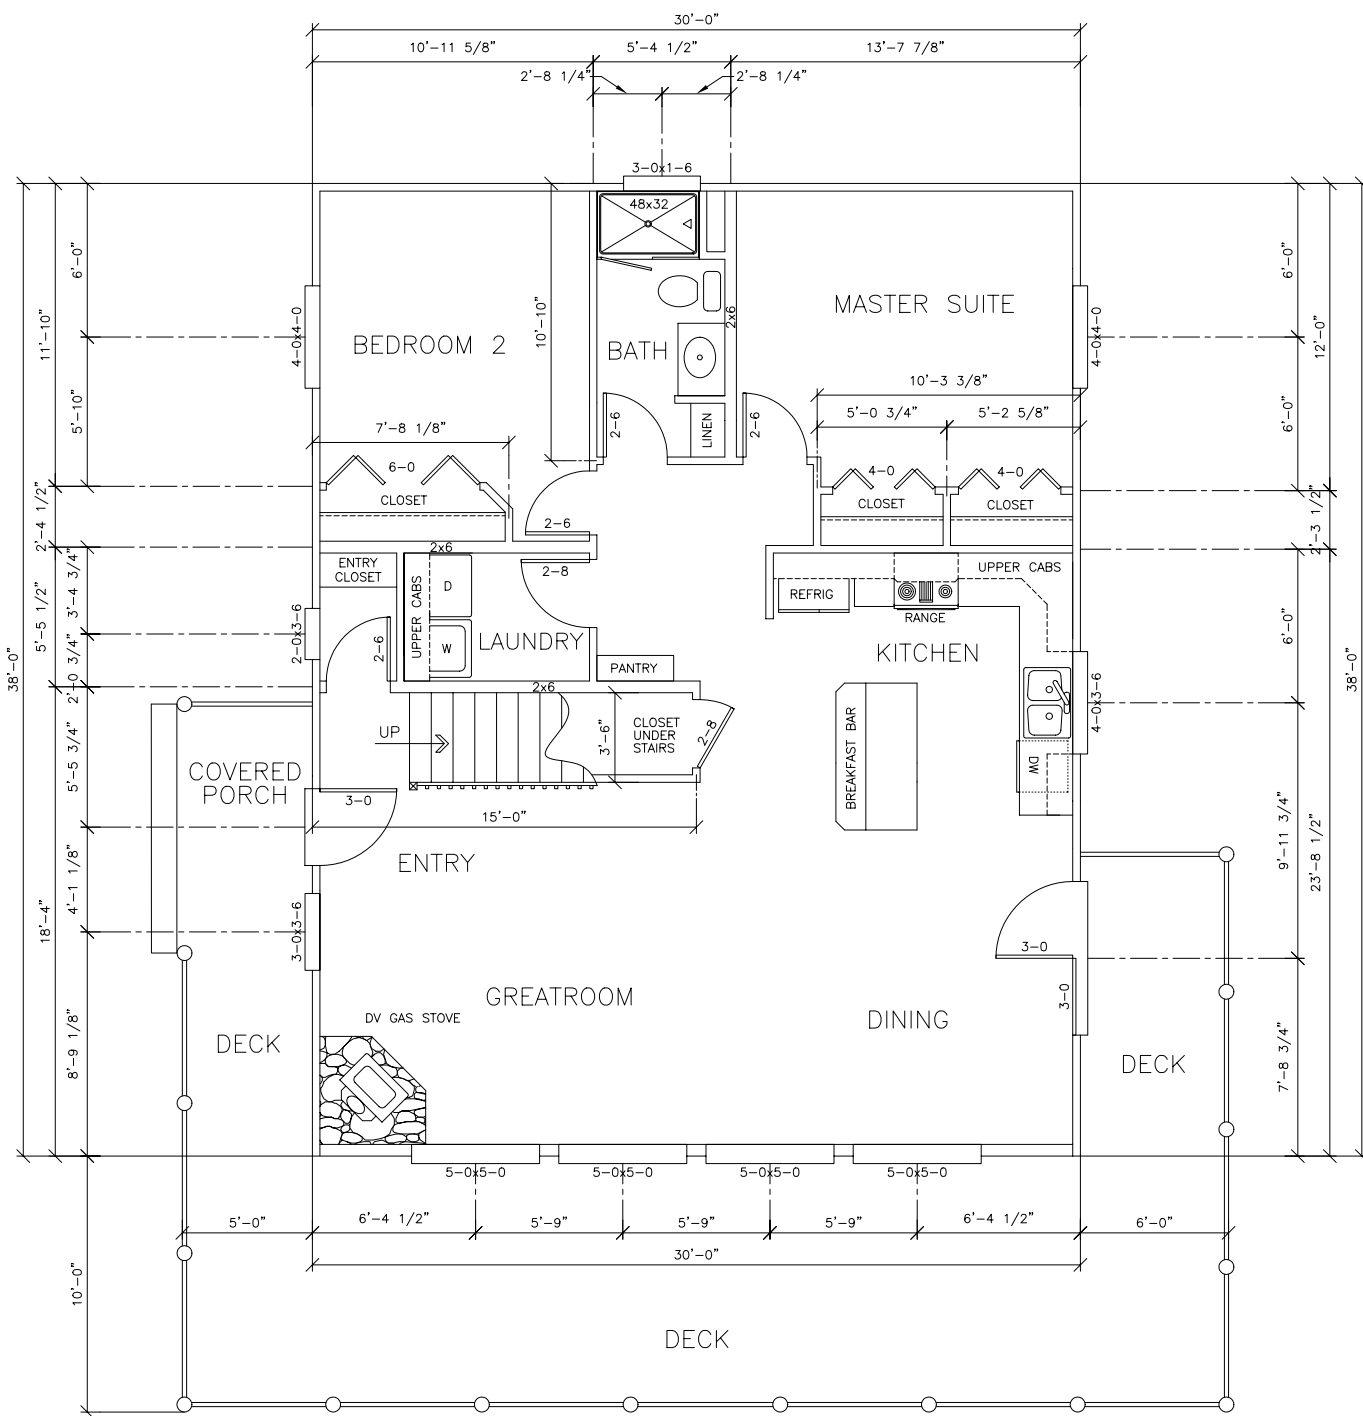 30'-0"
10'-11 5/8"
5'-4 1/2"
13'-7 7/8"
2'-8 1/4"
2'-8 1/4"
3-0x1-6
48x32
6'-0"
6'-0"
MASTER SUITE
10'-10"
2x6
4-0x4-0
4-0x4-0
11'-10"
12'-0"
BEDROOM 2
BATH
10'-3 3/8"
5'-10"
6'-0"
7'-8 1/8"
5'-0 3/4"
5'-2 5/8"
2-6
LINEN
2-6
6-0
4-0
4-0
CLOSET
CLOSET
CLOSET
2'-4 1/2"
2'-3 1/2"
2-6
2x6
2-8
ENTRY
CLOSET
UPPER CABS
D
UPPER CABS
REFRIG
RANGE
3'-4 3/4"
5'-5 1/2"
2-0x3-6
2-6
W
LAUNDRY
KITCHEN
6'-0"
38'-0"
38'-0"
2'-0 3/4"
PANTRY
2x6
4-0x3-6
UP
3'-6"
CLOSET
UNDER
STAIRS
2-8
BREAKFAST BAR
DW
5'-5 3/4"
COVERED
PORCH
3-0
15'-0"
9'-11 3/4"
23'-8 1/2"
ENTRY
4'-1 1/8"
18'-4"
3-0x3-6
3-0
3-0
GREATROOM
DV GAS STOVE
DINING
DECK
DECK
8'-9 1/8"
7'-8 3/4"
5-0x5-0
5-0x5-0
5-0x5-0
5-0x5-0
5'-0"
6'-4 1/2"
5'-9"
5'-9"
5'-9"
6'-4 1/2"
6'-0"
30'-0"
10'-0"
DECK